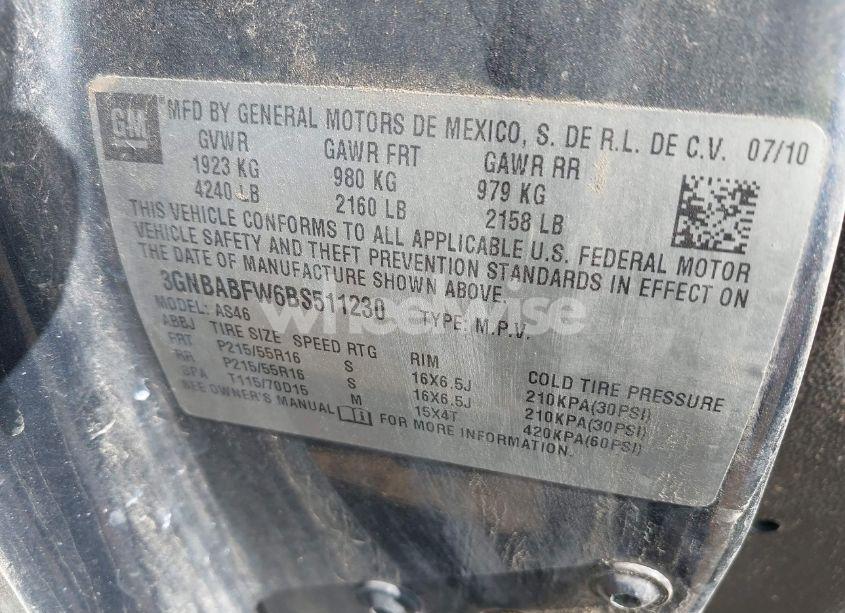 GM ® MFD BY GENERAL MOTORS DE MEXICO, S. DE R.L. DE C.V. 07/10
GVWR GAWR FRT GAWR RR
1923 KG 980 KG 979 KG
4240 LB 2160 LB 2158 LB
THIS VEHICLE CONFORMS TO ALL APPLICABLE U.S. FEDERAL MOTOR
VEHICLE SAFETY AND THEFT PREVENTION STANDARDS IN EFFECT ON
THE DATE OF MANUFACTURE SHOWN ABOVE.
3GNBABFW6BS511230 TYPE: M.P.V.
MODEL: AS46
wheelwise
ABBJ TIRE SIZE SPEED RTG RIM COLD TIRE PRESSURE
FRT P215/55R16 S 16X6.5J 210KPA(30PSI)
RR P215/55R16 S 16X6.5J 210KPA(30PSI)
SPA T115/70D15 M 15X4T 420KPA(60PSI)
SEE OWNER'S MANUAL i FOR MORE INFORMATION.